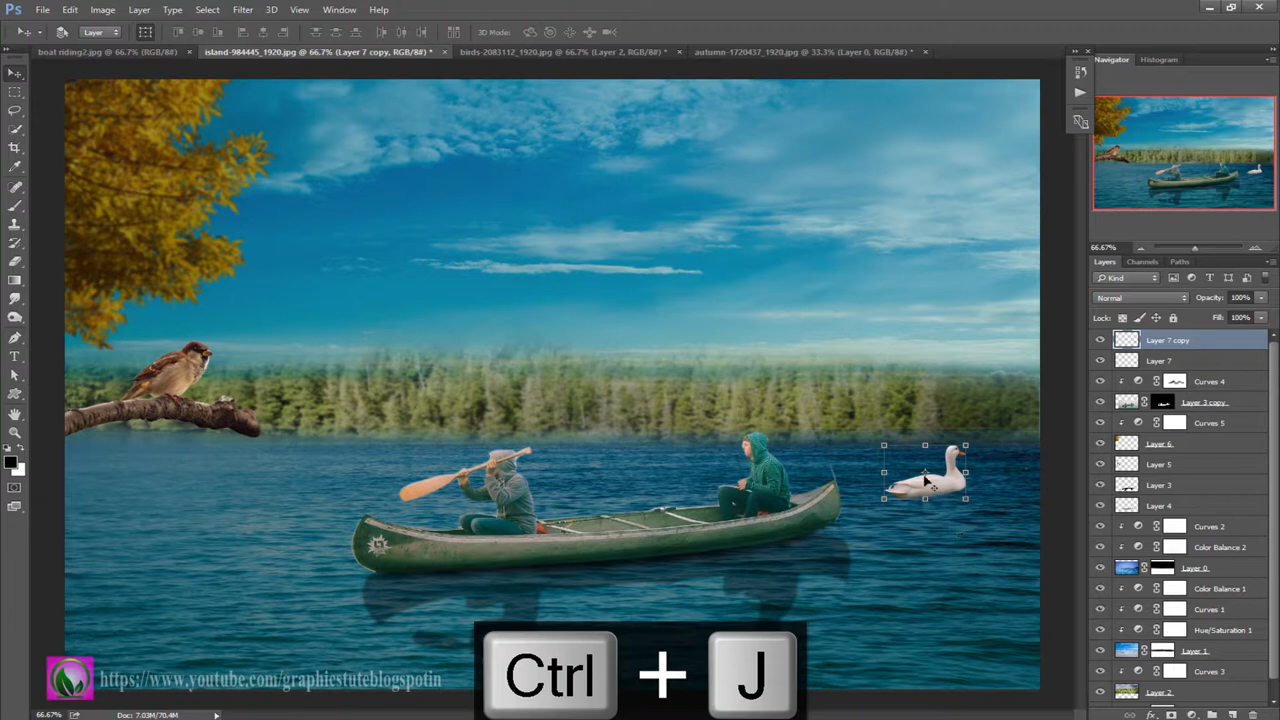 Ps File Edit Image Layer Type Select Filter 3D View Window Help
Layer 3D Mode:
boat riding2.jpg @ 66.7% (RGB/8#) × island-984445_1920.jpg @ 66.7% (Layer 7 copy, RGB/8#) * × birds-2083112_1920.jpg @ 66.7% (Layer 2, RGB/8#) * × autumn-1720437_1920.jpg @ 33.3% (Layer 0, RGB/8#) * ×
Navigator Histogram
66.67%
Layers Channels Paths
Kind
Normal Opacity: 100%
Lock: Fill: 100%
Layer 7 copy
Layer 7
Curves 4
Layer 3 copy
Curves 5
Layer 6
Layer 5
Layer 3
Layer 4
Curves 2
Color Balance 2
Layer 0
Color Balance 1
Curves 1
Hue/Saturation 1
Layer 1
Curves 3
Layer 2
Ctrl + J
https://www.youtube.com/graphicstuteblogspotin
66.67% Doc: 7.03M/70.4M